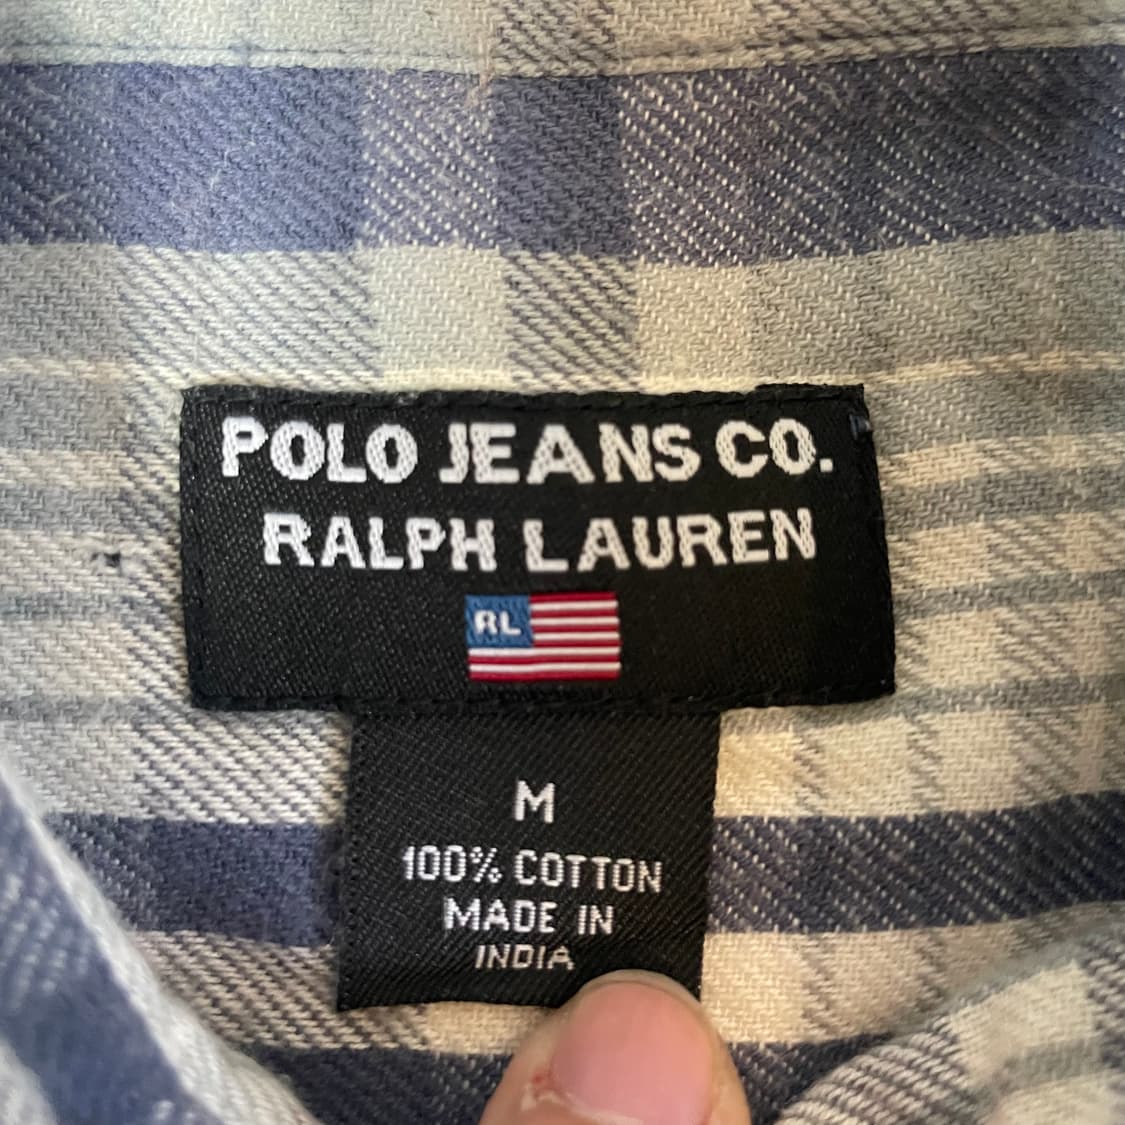 POLO JEANS CO.
RALPH LAUREN
RL
M
100% COTTON
MADE IN
INDIA